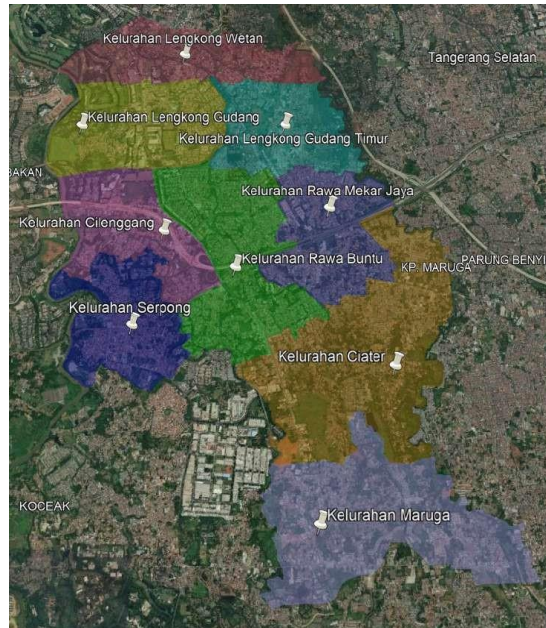 Kelurahan Lengkong Wetan
Tangerang Selatan
Kelurahan Lengkong Gudang
Kelurahan Lengkong Gudang Timur
BAKAN
Kelurahan Rawa Mekar Jaya
Kelurahan Cilenggang
Kelurahan Rawa Buntu
KP. MARUGA
PARUNG BENYI
Kelurahan Serpong
Kelurahan Ciater
KOCEAK
Kelurahan Maruga